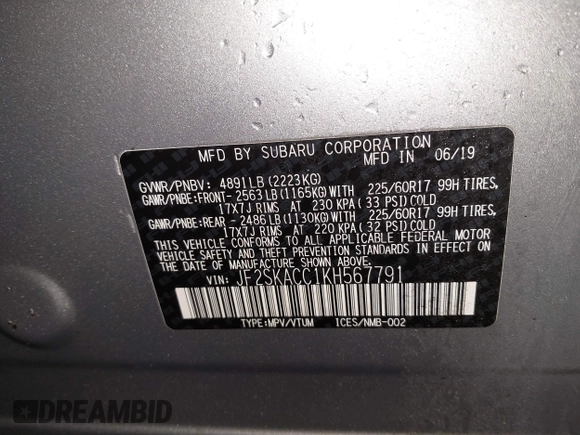 MFD BY SUBARU CORPORATION
MFD IN 06/19
GVWR/PNBV: 4891LB(2223KG)
GAWR/PNBE: FRONT-2563LB(1165KG)WITH 225/60R17 99H TIRES,
17X7J RIMS AT 230 KPA(33 PSI)COLD
GAWR/PNBE: REAR-2486LB(1130KG)WITH 225/60R17 99H TIRES,
17X7J RIMS AT 220 KPA(32 PSI)COLD
THIS VEHICLE CONFORMS TO ALL APPLICABLE FEDERAL MOTOR
VEHICLE SAFETY AND THEFT PREVENTION STANDARDS IN EFFECT ON
THE DATE OF MANUFACTURE SHOWN ABOVE.
VIN: JF2SKACC1KH567791
TYPE:MPV/VTUM ICES/NMB-002
DREAMBID